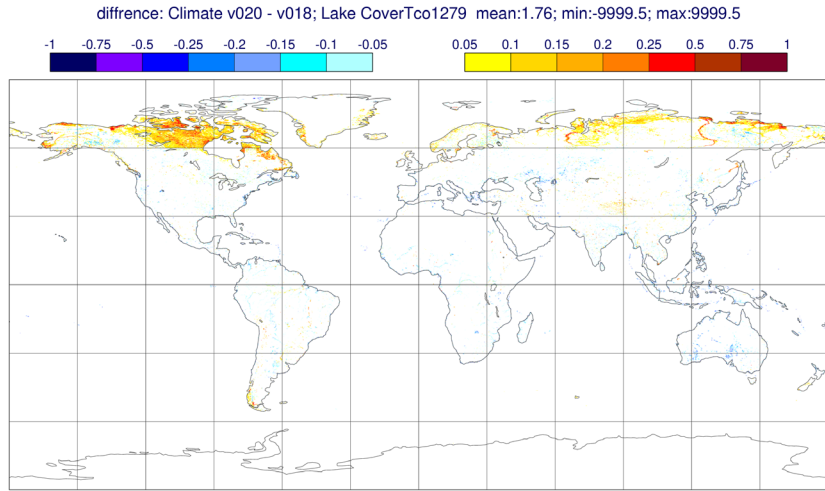 diffrence: Climate v020 - v018; Lake CoverTco1279  mean:1.76; min:-9999.5; max:9999.5
-1 -0.75 -0.5 -0.25 -0.2 -0.15 -0.1 -0.05 0.05 0.1 0.15 0.2 0.25 0.5 0.75 1